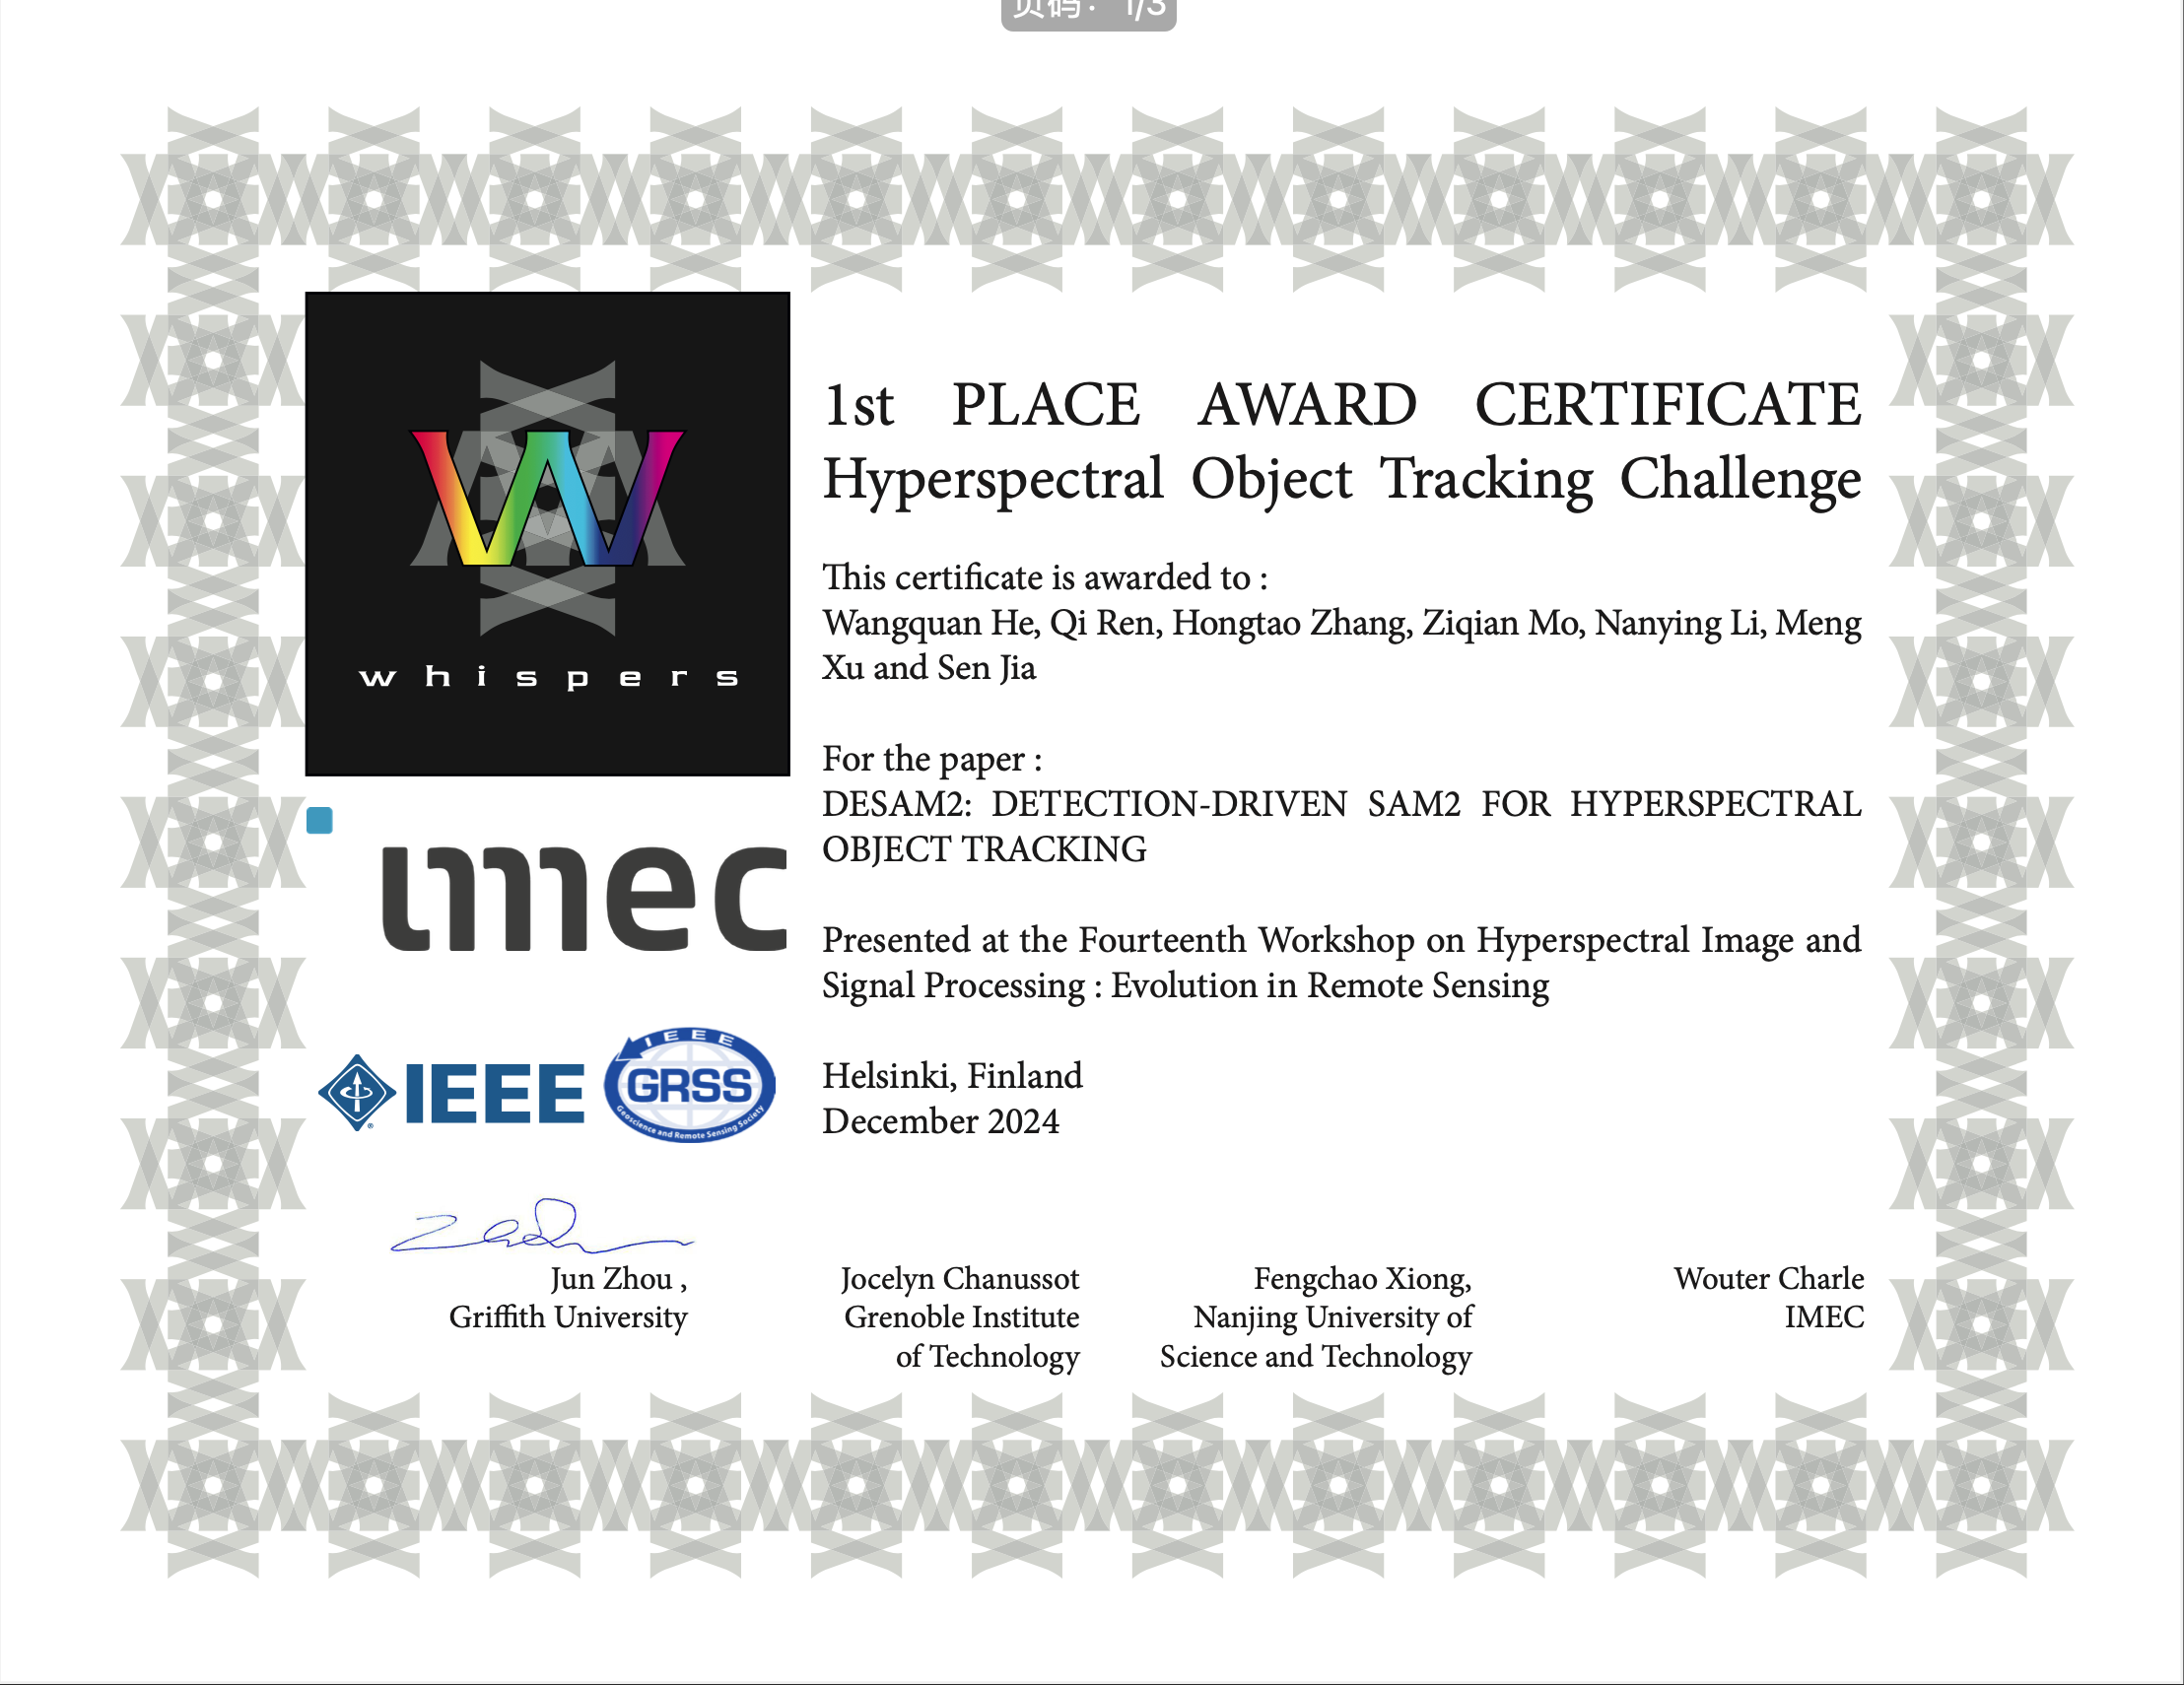 页码： 1/3
1st PLACE AWARD CERTIFICATE
Hyperspectral Object Tracking Challenge
This certificate is awarded to :
Wangquan He, Qi Ren, Hongtao Zhang, Ziqian Mo, Nanying Li, Meng
Xu and Sen Jia
whispers
For the paper :
DESAM2: DETECTION-DRIVEN SAM2 FOR HYPERSPECTRAL
OBJECT TRACKING
imec
Presented at the Fourteenth Workshop on Hyperspectral Image and
Signal Processing : Evolution in Remote Sensing
IEEE
IEEE
GRSS
Geoscience and Remote Sensing Society
Helsinki, Finland
December 2024
Jun Zhou ,
Griffith University
Jocelyn Chanussot
Grenoble Institute
of Technology
Fengchao Xiong,
Nanjing University of
Science and Technology
Wouter Charle
IMEC